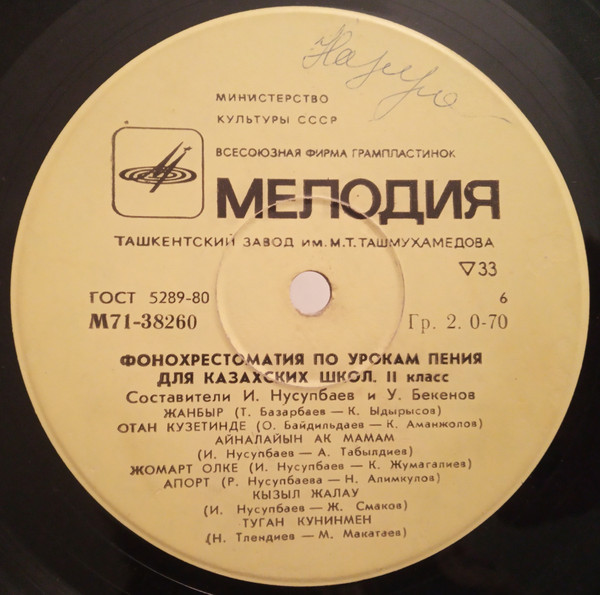 МИНИСТЕРСТВО
КУЛЬТУРЫ СССР
ВСЕСОЮЗНАЯ ФИРМА ГРАМПЛАСТИНОК
МЕЛОДИЯ
ТАШКЕНТСКИЙ ЗАВОД ИМ. М.Т. ТАШМУХАМЕДОВА
▽33
ГОСТ 5289-80 6
М71-38260 Гр. 2. 0-70
ФОНОХРЕСТОМАТИЯ ПО УРОКАМ ПЕНИЯ
ДЛЯ КАЗАХСКИХ ШКОЛ. II класс
Составители И. Нусупбаев и У. Бекенов
ЖАНБЫР (Т. Базарбаев — К. Ыдырысов)
ОТАН КУЗЕТИНДЕ (О. Байдильдаев — К. Аманжолов)
АЙНАЛАЙЫН АК МАМАМ
(И. Нусупбаев — А. Табылдиев)
ЖОМАРТ ОЛКЕ (И. Нусупбаев — К. Жумагалиев)
АПОРТ (Р. Нусупбаева — Н. Алимкулов)
КЫЗЫЛ ЖАЛАУ
(И. Нусупбаев — Ж. Смаков)
ТУГАН КУНИНМЕН
(Н. Тлендиев — М. Макатаев)